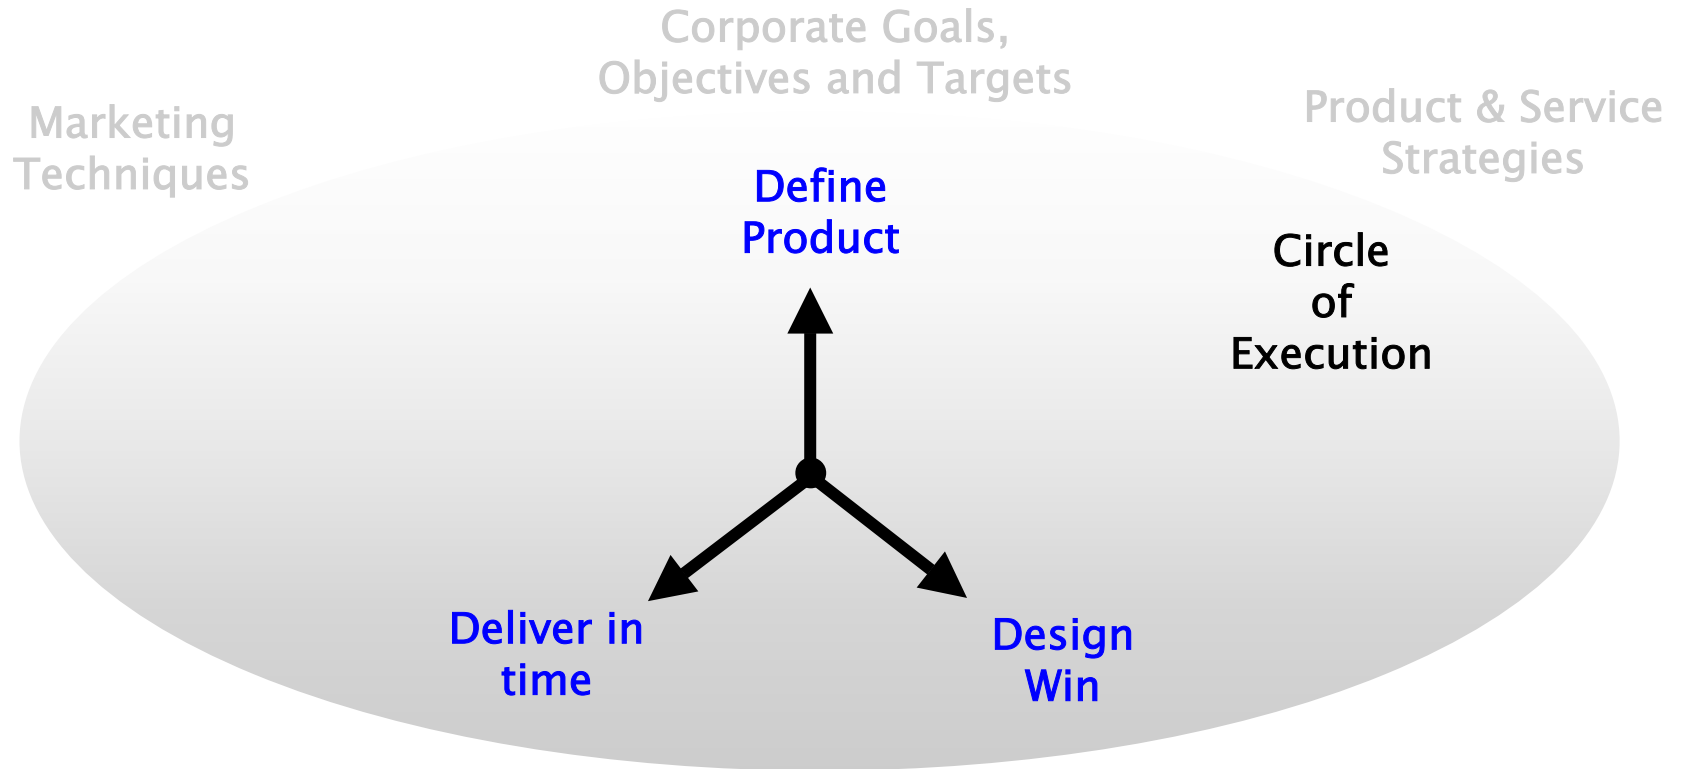 Corporate Goals,
Objectives and Targets
Marketing
Techniques
Product & Service
Strategies
Define
Product
Circle
of
Execution
Deliver in
time
Design
Win